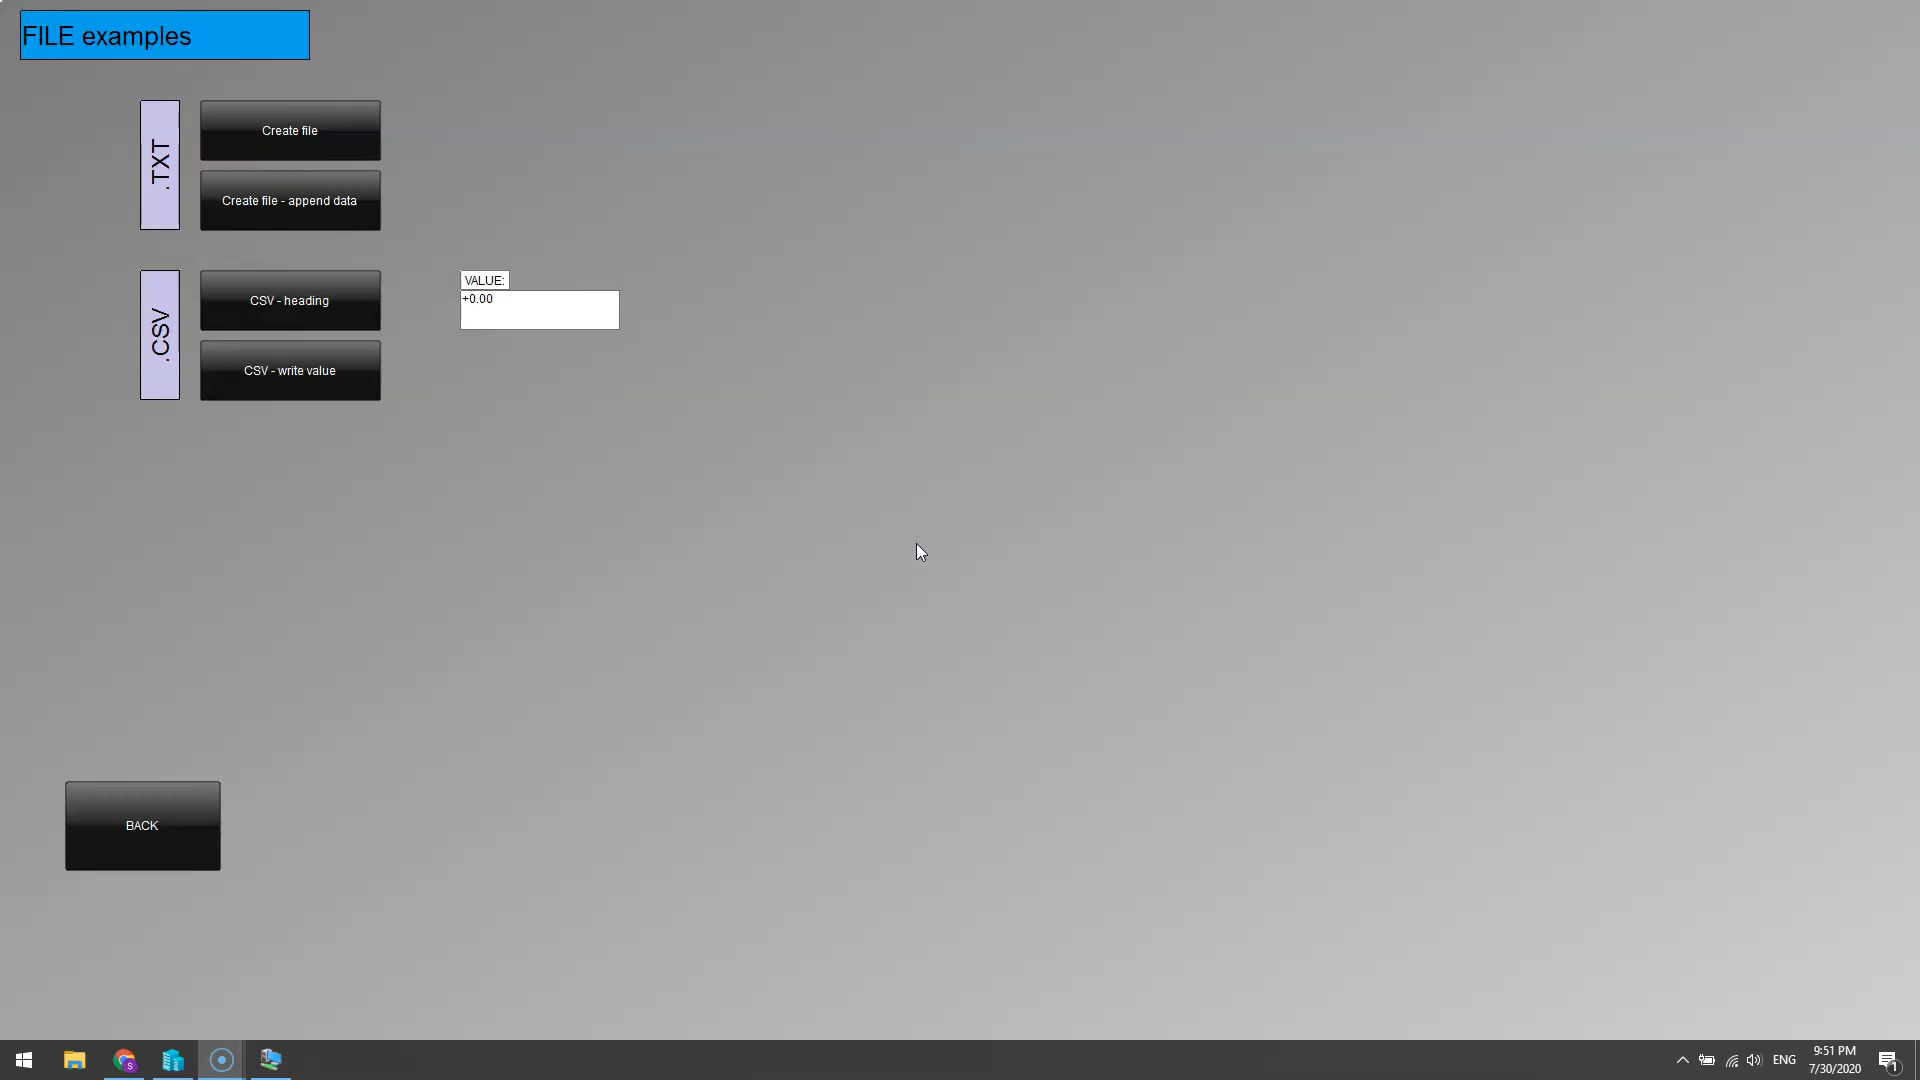 FILE examples
.TXT
Create file
Create file - append data
.CSV
CSV - heading
CSV - write value
VALUE:
+0.00
BACK
S
ENG
9:51 PM
7/30/2020
1